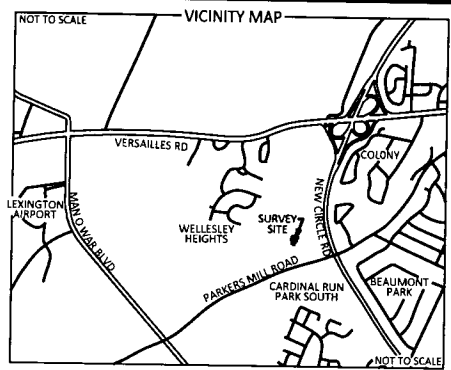 VICINITY MAP
NOT TO SCALE
VERSAILLES RD
COLONY
LEXINGTON
AIRPORT
MAN O WAR BLVD
WELLESLEY
HEIGHTS
SURVEY
SITE
NEW CIRCLE RD
PARKERS MILL ROAD
CARDINAL RUN
PARK SOUTH
BEAUMONT
PARK
NOT TO SCALE